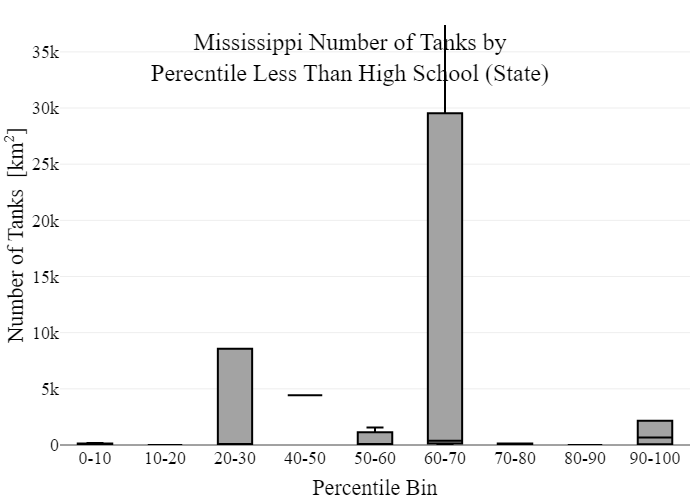 Mississippi Number of Tanks by
Perecntile Less Than High School (State)
35k
30k
25k
20k
15k
10k
5k
0
Number of Tanks [km²]
0-10 10-20 20-30 40-50 50-60 60-70 70-80 80-90 90-100
Percentile Bin